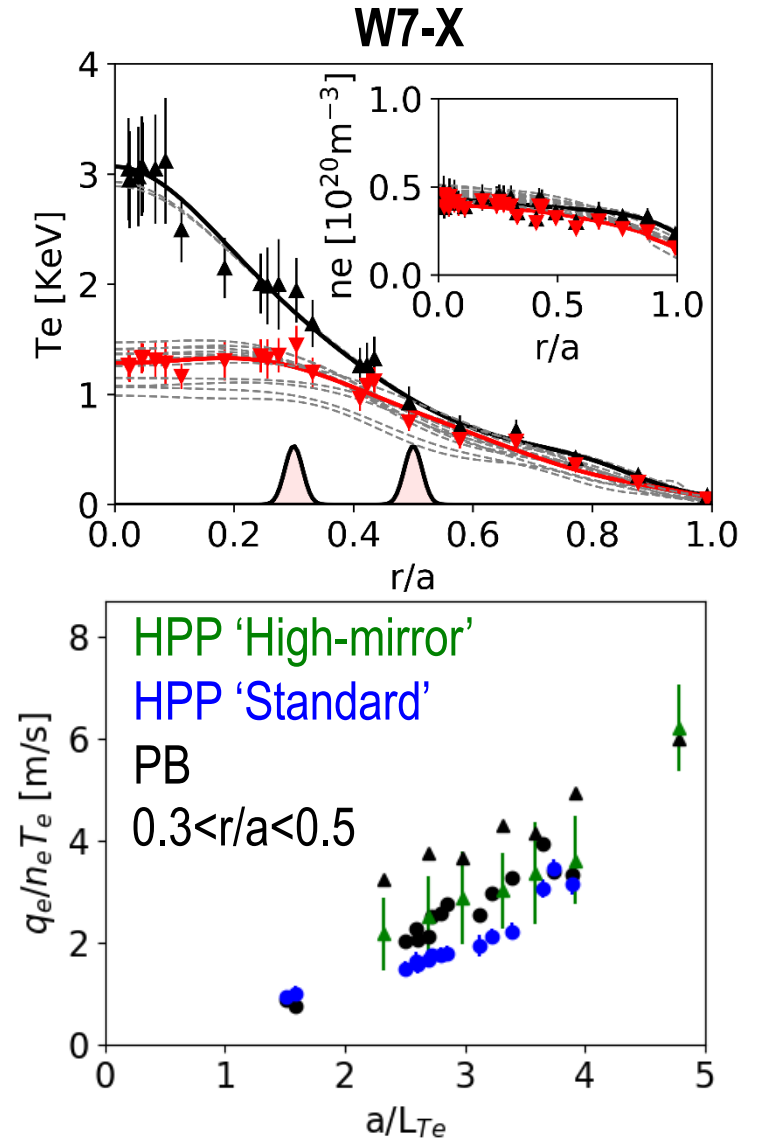 W7-X
4
3
2
1
0
Te [KeV]
0.0 0.2 0.4 0.6 0.8 1.0
r/a
1.0
0.5
0.0
ne [10²⁰m⁻³]
0.0 0.5 1.0
r/a
HPP ‘High-mirror’
HPP ‘Standard’
PB
0.3<r/a<0.5
8
6
4
2
0
qₑ/nₑTₑ [m/s]
0 1 2 3 4 5
a/L_Te